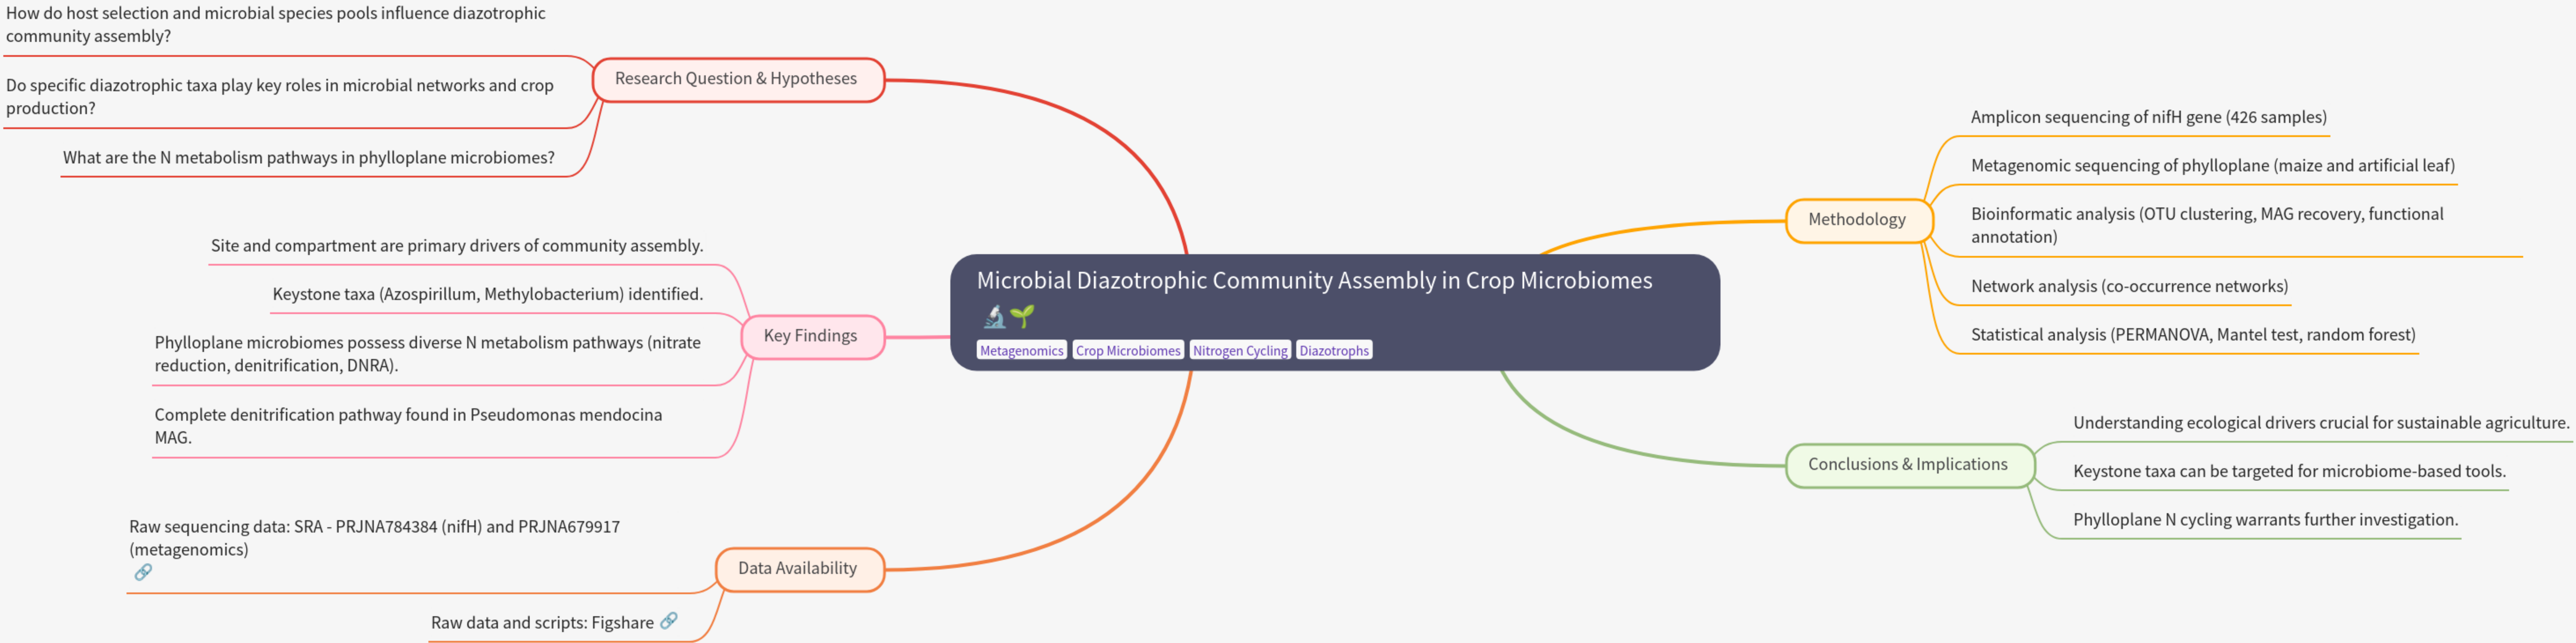 How do host selection and microbial species pools influence diazotrophic
community assembly?
Do specific diazotrophic taxa play key roles in microbial networks and crop
production?
What are the N metabolism pathways in phylloplane microbiomes?
Research Question & Hypotheses
Site and compartment are primary drivers of community assembly.
Keystone taxa (Azospirillum, Methylobacterium) identified.
Phylloplane microbiomes possess diverse N metabolism pathways (nitrate
reduction, denitrification, DNRA).
Complete denitrification pathway found in Pseudomonas mendocina
MAG.
Key Findings
Raw sequencing data: SRA - PRJNA784384 (nifH) and PRJNA679917
(metagenomics)
Raw data and scripts: Figshare
Data Availability
Microbial Diazotrophic Community Assembly in Crop Microbiomes
Metagenomics Crop Microbiomes Nitrogen Cycling Diazotrophs
Methodology
Amplicon sequencing of nifH gene (426 samples)
Metagenomic sequencing of phylloplane (maize and artificial leaf)
Bioinformatic analysis (OTU clustering, MAG recovery, functional
annotation)
Network analysis (co-occurrence networks)
Statistical analysis (PERMANOVA, Mantel test, random forest)
Conclusions & Implications
Understanding ecological drivers crucial for sustainable agriculture.
Keystone taxa can be targeted for microbiome-based tools.
Phylloplane N cycling warrants further investigation.